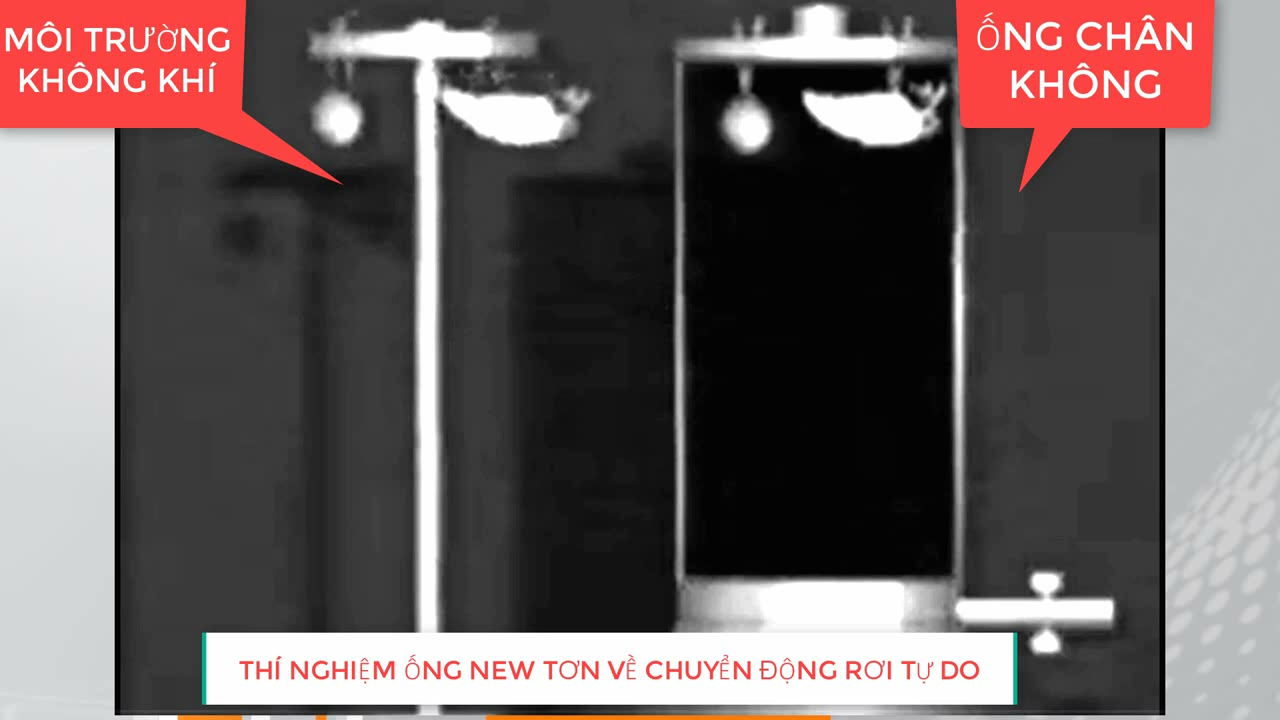 MÔI TRƯỜNG
KHÔNG KHÍ
ỐNG CHÂN
KHÔNG
THÍ NGHIỆM ỐNG NEW TƠN VỀ CHUYỂN ĐỘNG RƠI TỰ DO